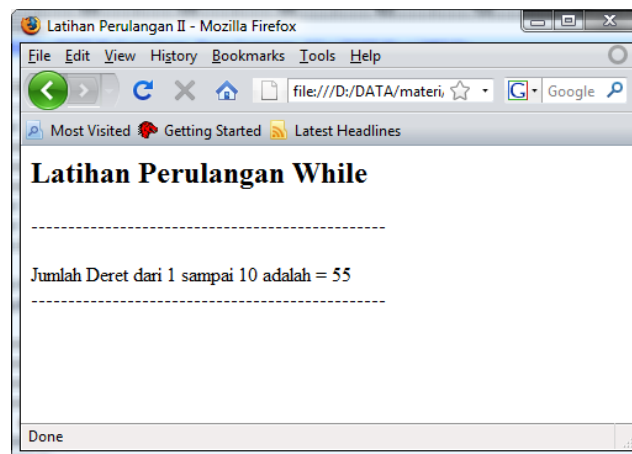 Latihan Perulangan II - Mozilla Firefox
File Edit View History Bookmarks Tools Help
file:///D:/DATA/materi, G Google
Most Visited Getting Started Latest Headlines
Latihan Perulangan While
-----------------------------------------------
Jumlah Deret dari 1 sampai 10 adalah = 55
-----------------------------------------------
Done